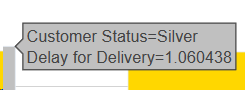 Customer Status=Silver
Delay for Delivery=1.060438